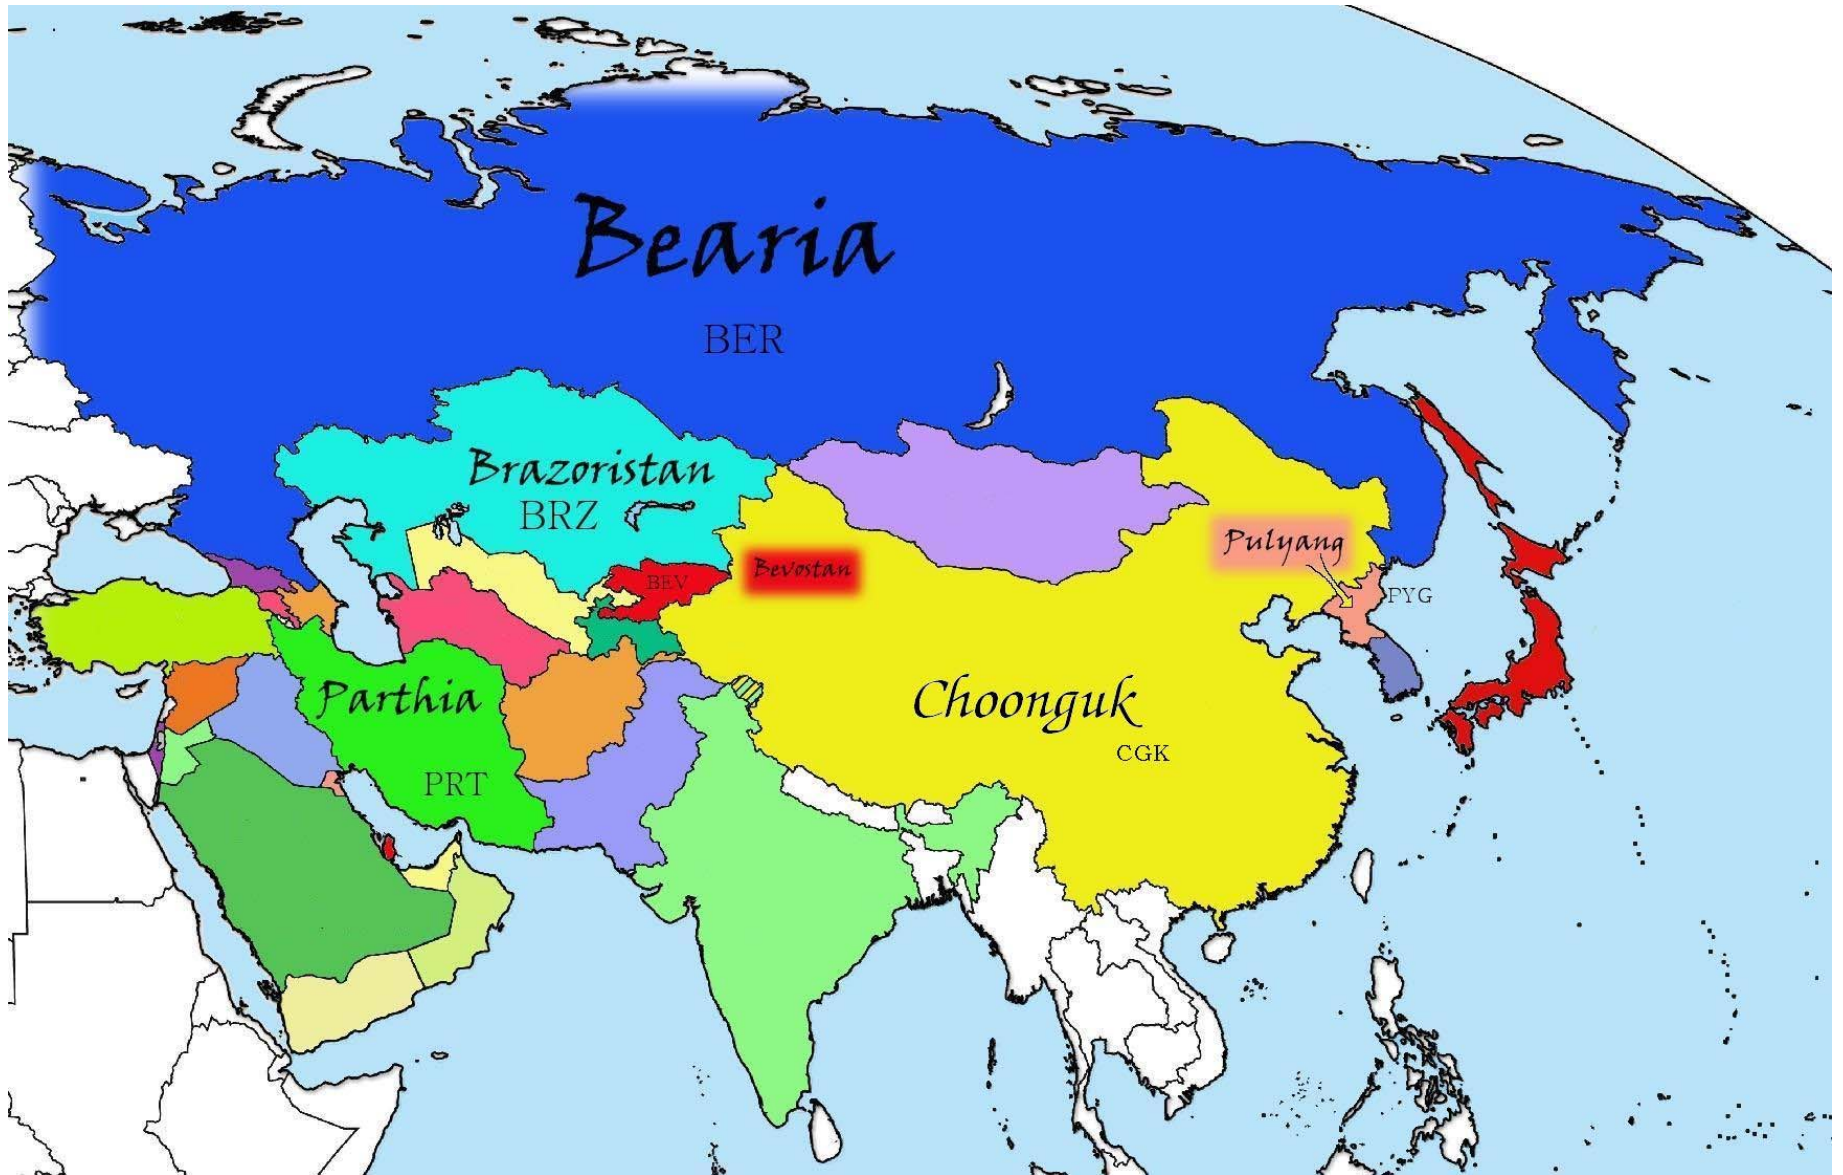 Bearia
BER
Brazoristan
BRZ
Pulyang
Bevostan
BEV
PYG
Parthia
Choonguk
CGK
PRT